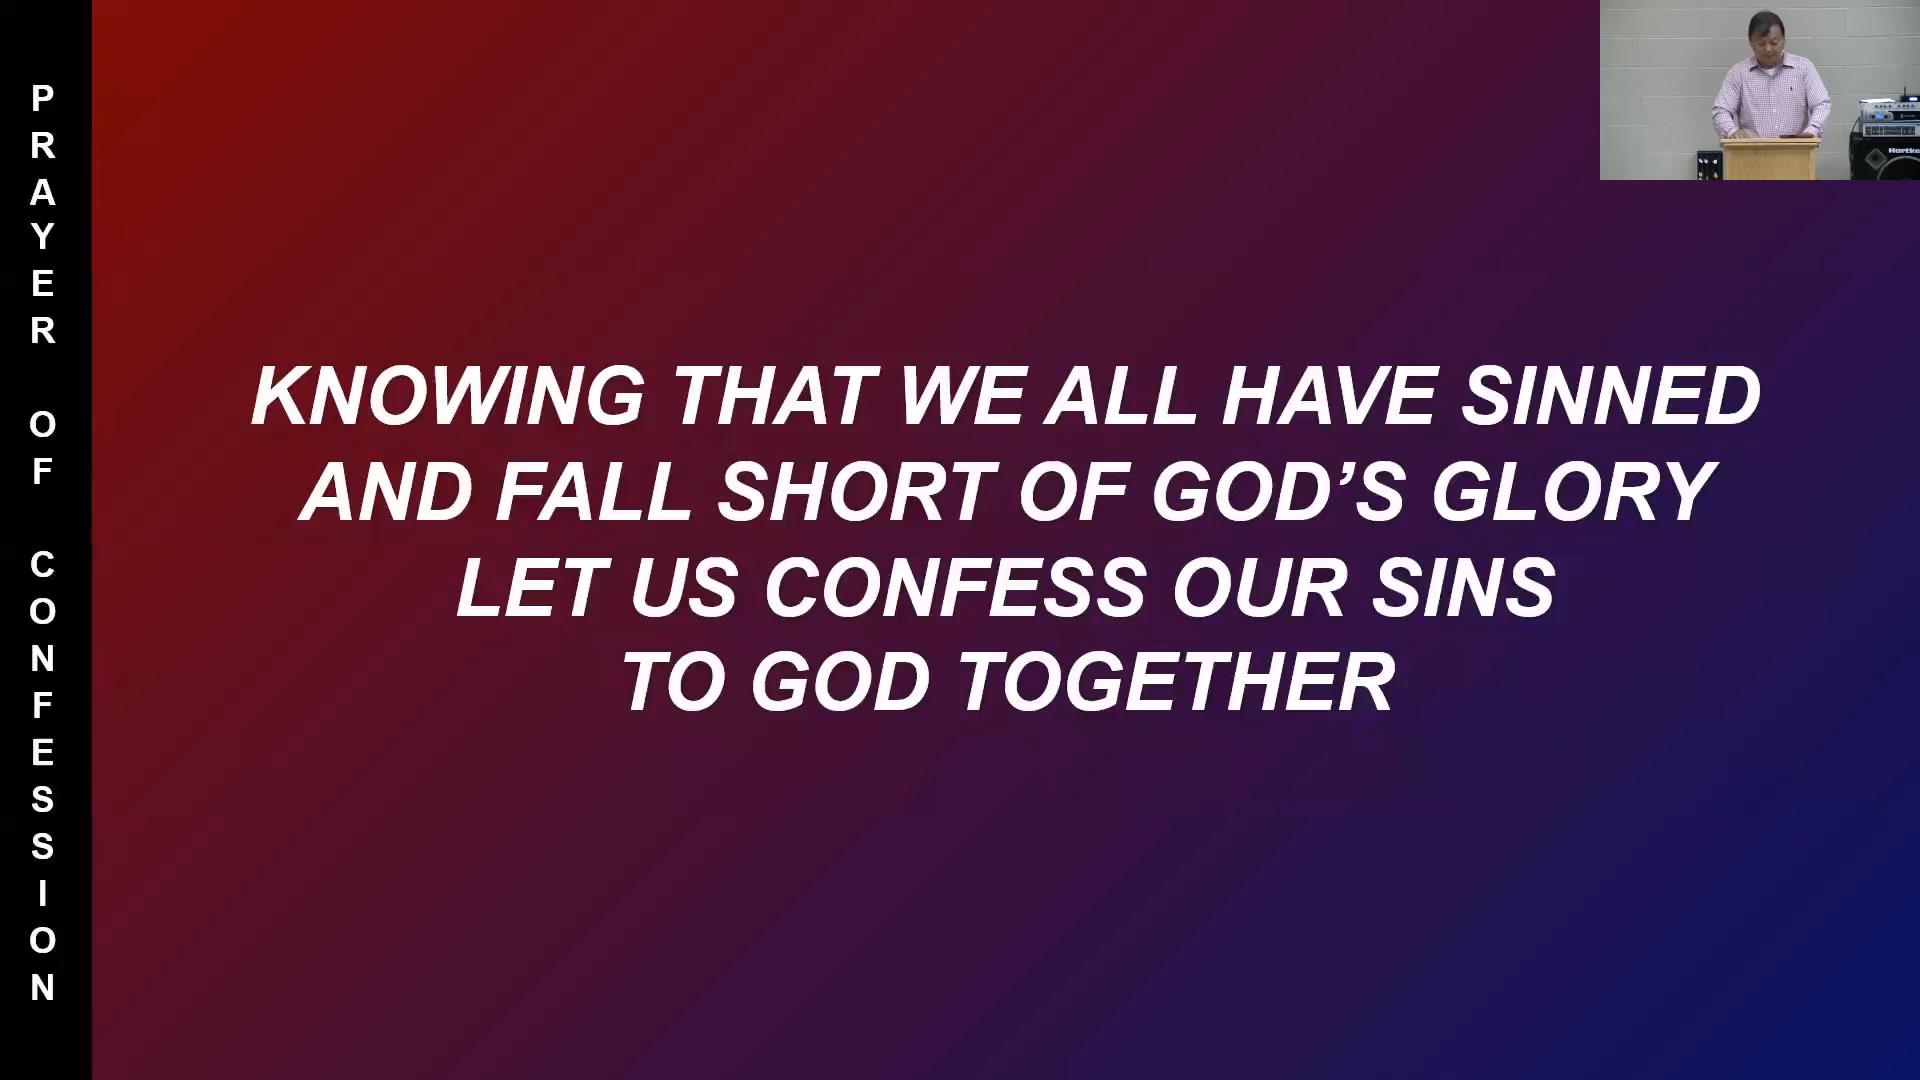 PRAYER OF CONFESSION
KNOWING THAT WE ALL HAVE SINNED
AND FALL SHORT OF GOD’S GLORY
LET US CONFESS OUR SINS
TO GOD TOGETHER
Hartke